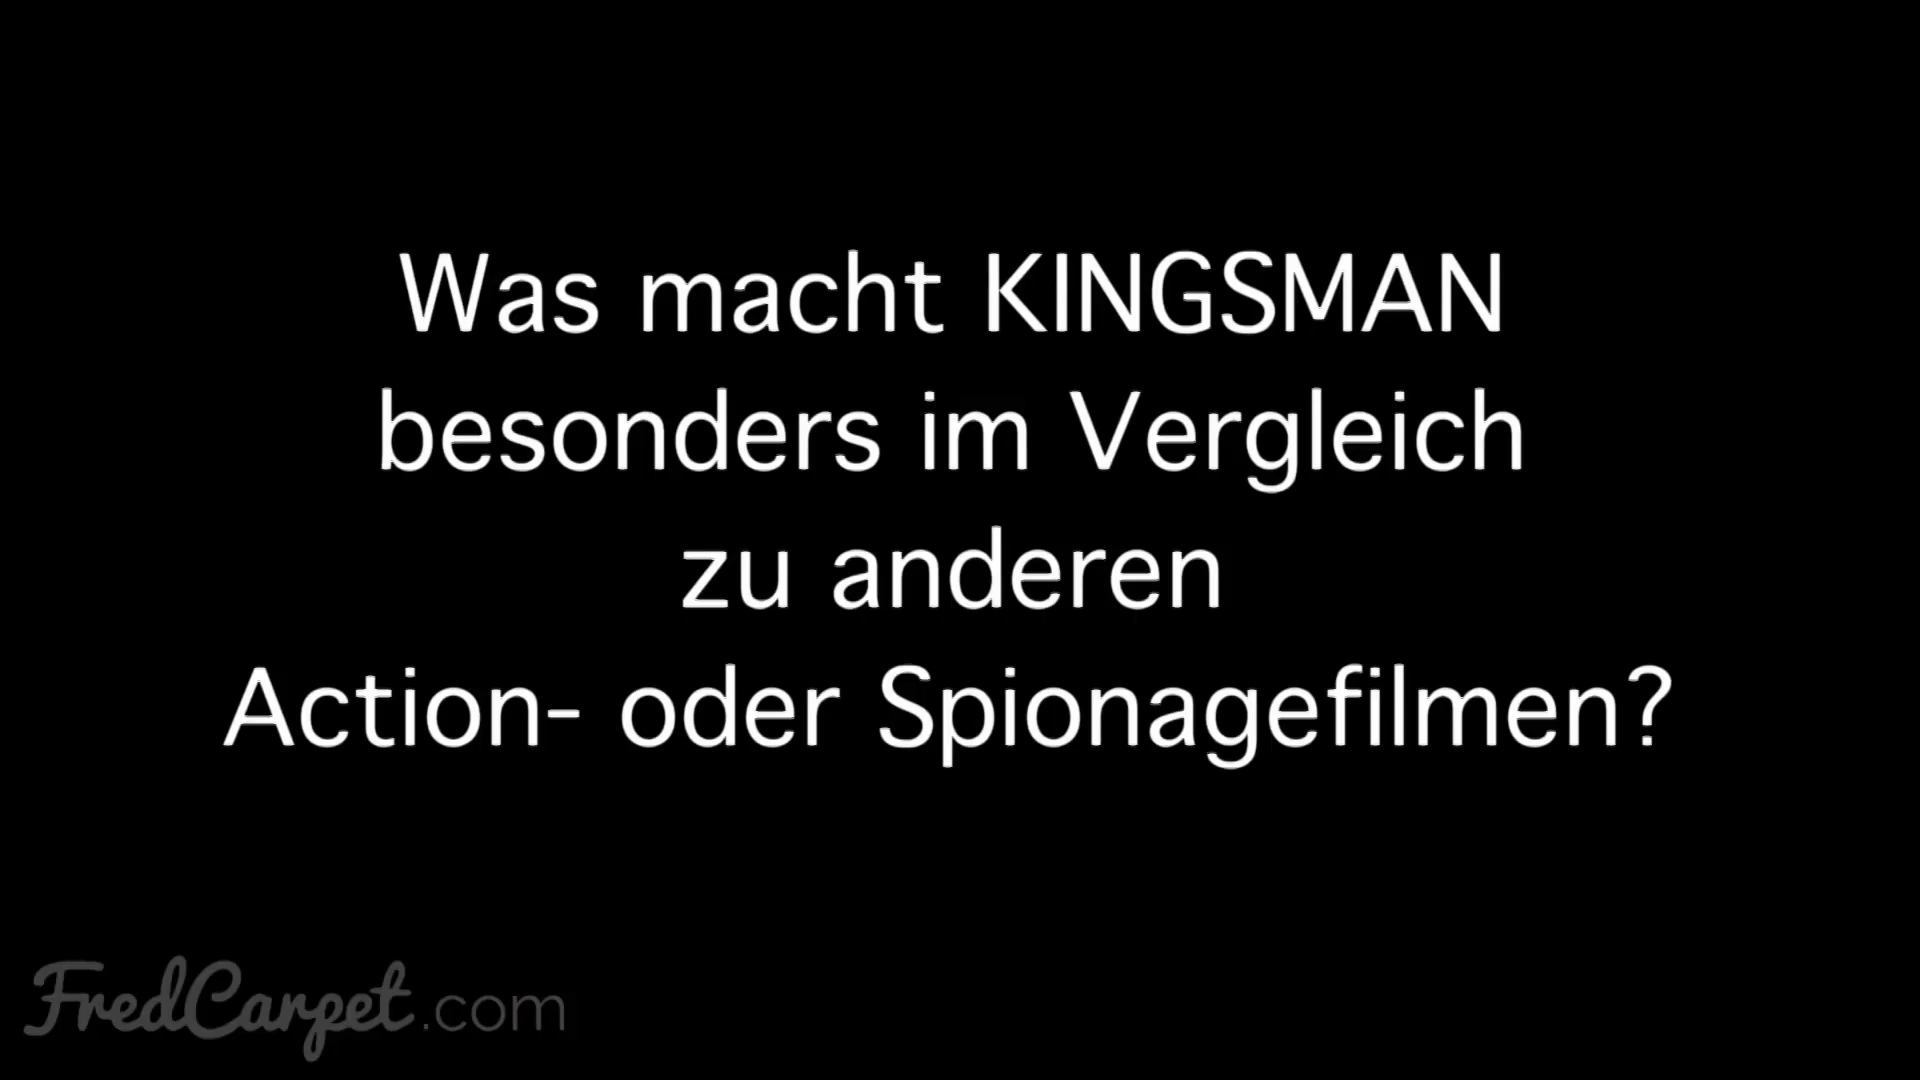 Was macht KINGSMAN
besonders im Vergleich
zu anderen
Action- oder Spionagefilmen?
FredCarpet.com